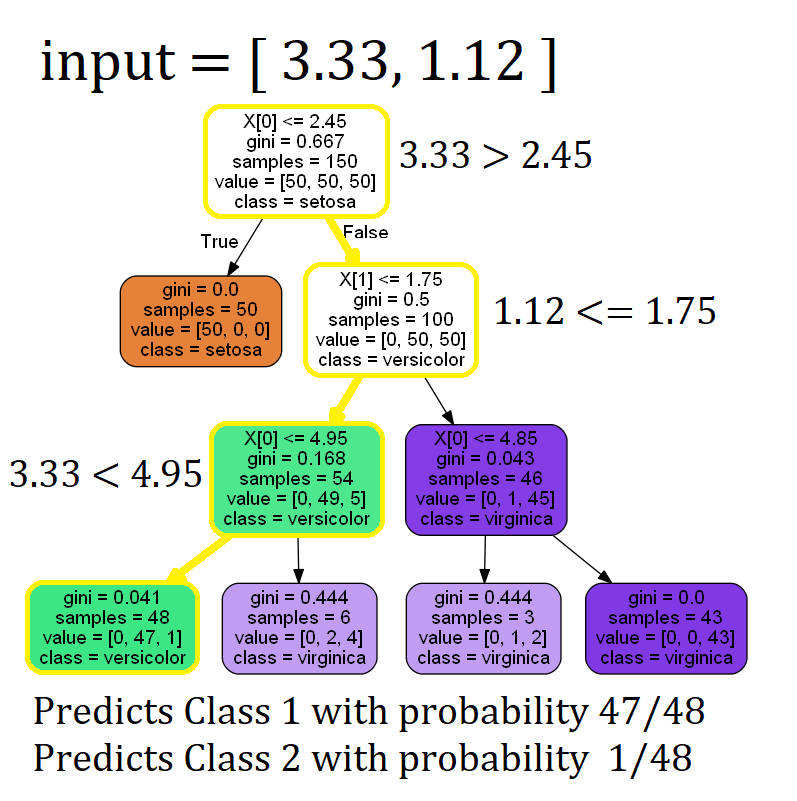 input = [ 3.33, 1.12 ]
X[0] <= 2.45
gini = 0.667
samples = 150
value = [50, 50, 50]
class = setosa
3.33 > 2.45
True
False
gini = 0.0
samples = 50
value = [50, 0, 0]
class = setosa
X[1] <= 1.75
gini = 0.5
samples = 100
value = [0, 50, 50]
class = versicolor
1.12 <= 1.75
3.33 < 4.95
X[0] <= 4.95
gini = 0.168
samples = 54
value = [0, 49, 5]
class = versicolor
X[0] <= 4.85
gini = 0.043
samples = 46
value = [0, 1, 45]
class = virginica
gini = 0.041
samples = 48
value = [0, 47, 1]
class = versicolor
gini = 0.444
samples = 6
value = [0, 2, 4]
class = virginica
gini = 0.444
samples = 3
value = [0, 1, 2]
class = virginica
gini = 0.0
samples = 43
value = [0, 0, 43]
class = virginica
Predicts Class 1 with probability 47/48
Predicts Class 2 with probability 1/48